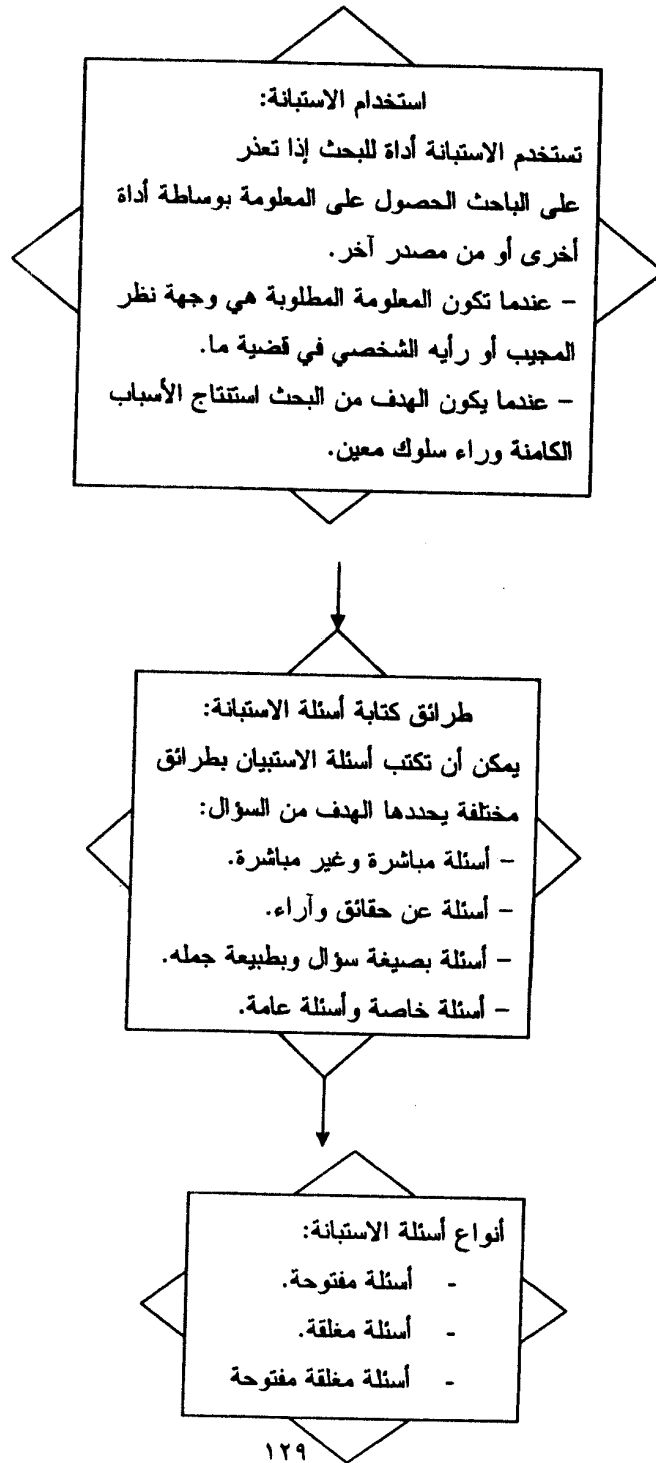 استخدام الاستبانة:
تستخدم الاستبانة أداة للبحث إذا تعذر
على الباحث الحصول على المعلومة بوساطة أداة
أخرى أو من مصدر آخر.
– عندما تكون المعلومة المطلوبة هي وجهة نظر
المجيب أو رأيه الشخصي في قضية ما.
– عندما يكون الهدف من البحث استنتاج الأسباب
الكامنة وراء سلوك معين.
طرائق كتابة أسئلة الاستبانة:
يمكن أن تكتب أسئلة الاستبيان بطرائق
مختلفة يحددها الهدف من السؤال:
– أسئلة مباشرة وغير مباشرة.
– أسئلة عن حقائق وآراء.
– أسئلة بصيغة سؤال وبطبيعة جمله.
– أسئلة خاصة وأسئلة عامة.
أنواع أسئلة الاستبانة:
- أسئلة مفتوحة.
- أسئلة مغلقة.
- أسئلة مغلقة مفتوحة
١٢٩